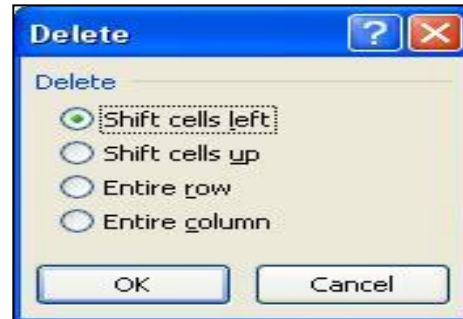 Delete
?
Delete
Shift cells left
Shift cells up
Entire row
Entire column
OK
Cancel